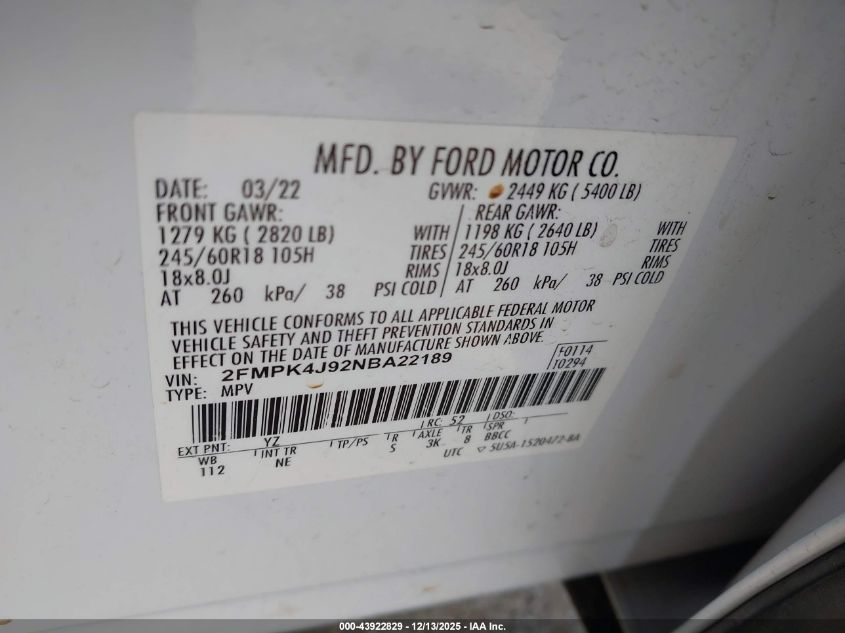 MFD. BY FORD MOTOR CO.
DATE: 03/22 GVWR: 2449 KG ( 5400 LB)
FRONT GAWR: REAR GAWR:
1279 KG ( 2820 LB) WITH 1198 KG ( 2640 LB) WITH
245/60R18 105H TIRES 245/60R18 105H TIRES
18x8.0J RIMS 18x8.0J RIMS
AT 260 kPa/ 38 PSI COLD AT 260 kPa/ 38 PSI COLD
THIS VEHICLE CONFORMS TO ALL APPLICABLE FEDERAL MOTOR
VEHICLE SAFETY AND THEFT PREVENTION STANDARDS IN
EFFECT ON THE DATE OF MANUFACTURE SHOWN ABOVE.
VIN: 2FMPK4J92NBA22189 F0114
TYPE: MPV T0294
RC: 52 DSO:
EXT PNT: YZ
WB INT TR TP/PS R AXLE TR SPR
112 NE S 3K 8 BBCC
UTC 5U5A-1520472-BA
000-43922829 - 12/13/2025 - IAA Inc.